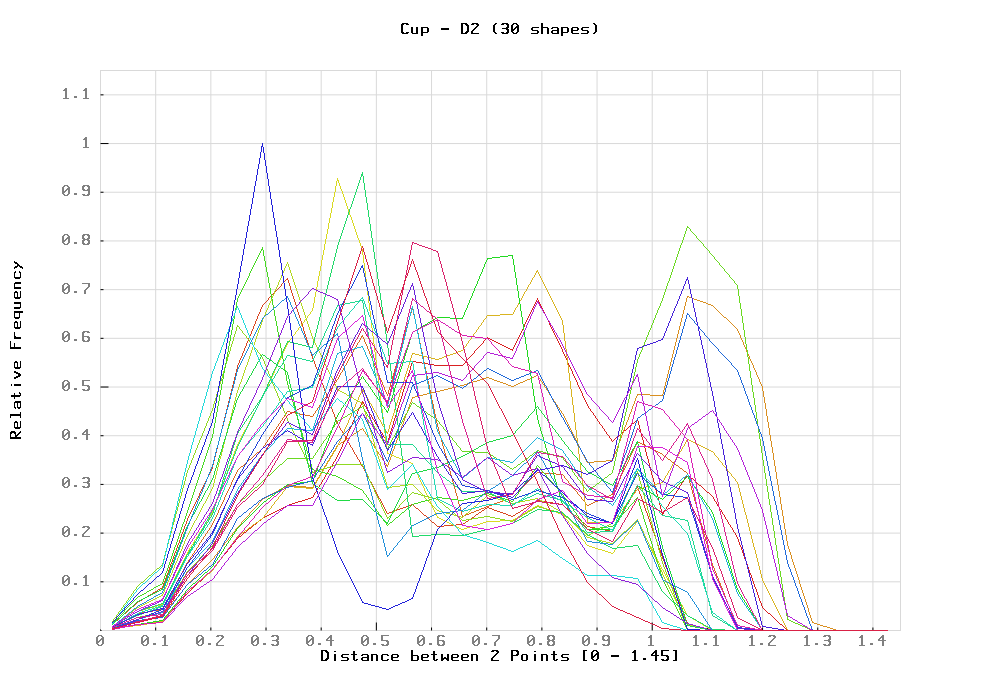 Cup - D2 (30 shapes)
1.1
1
0.9
0.8
0.7
0.6
0.5
0.4
0.3
0.2
0.1
Relative Frequency
0 0.1 0.2 0.3 0.4 0.5 0.6 0.7 0.8 0.9 1 1.1 1.2 1.3 1.4
Distance between 2 Points [0 - 1.45]